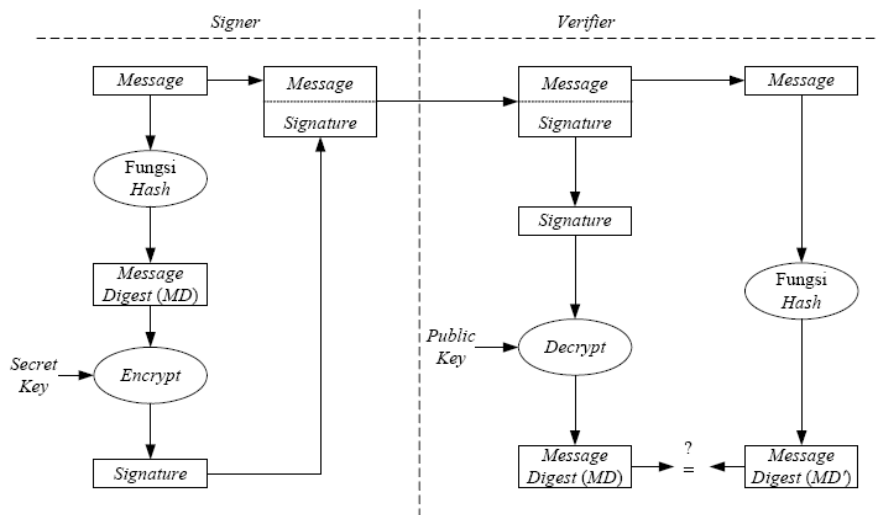 Signer
Verifier
Message
Message
Signature
Fungsi
Hash
Message
Digest (MD)
Secret
Key
Encrypt
Signature
Message
Signature
Message
Signature
Fungsi
Hash
Public
Key
Decrypt
Message
Digest (MD)
?
=
Message
Digest (MD')